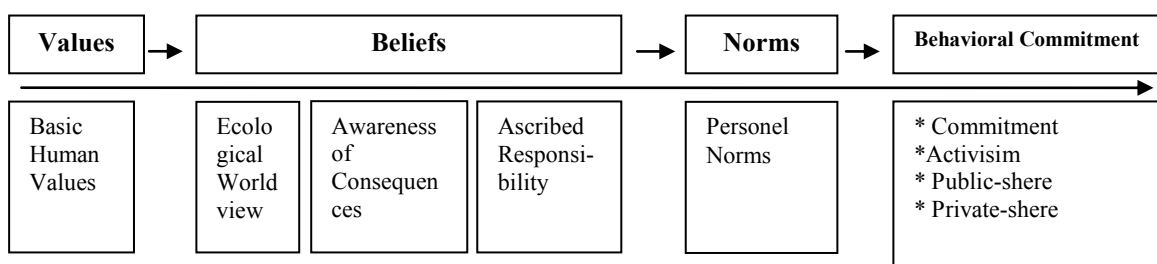 Values
Beliefs
Norms
Behavioral Commitment
Basic
Human
Values
Ecolo
gical
World
view
Awareness
of
Consequen
ces
Ascribed
Responsi-
bility
Personel
Norms
* Commitment
*Activisim
* Public-shere
* Private-shere